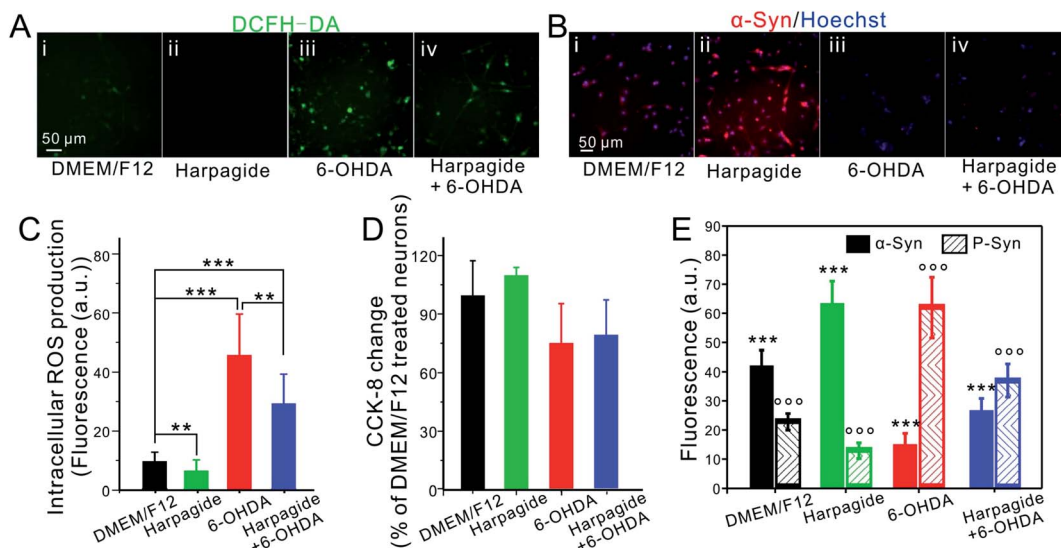 A
DCFH-DA
i
ii
iii
iv
50 μm
DMEM/F12
Harpagide
6-OHDA
Harpagide
+ 6-OHDA
B
α-Syn/Hoechst
i
ii
iii
iv
50 μm
DMEM/F12
Harpagide
6-OHDA
Harpagide
+ 6-OHDA
C
Intracellular ROS production
(Fluorescence (a.u.))
80
60
40
20
0
***
***
**
**
DMEM/F12
Harpagide
6-OHDA
Harpagide
+6-OHDA
D
CCK-8 change
(% of DMEM/F12 treated neurons)
120
90
60
30
0
DMEM/F12
Harpagide
6-OHDA
Harpagide
+6-OHDA
E
Fluorescence (a.u.)
90
80
70
60
50
40
30
20
10
0
α-Syn
P-Syn
***
°°°
***
°°°
***
°°°
***
°°°
DMEM/F12
Harpagide
6-OHDA
Harpagide
+6-OHDA